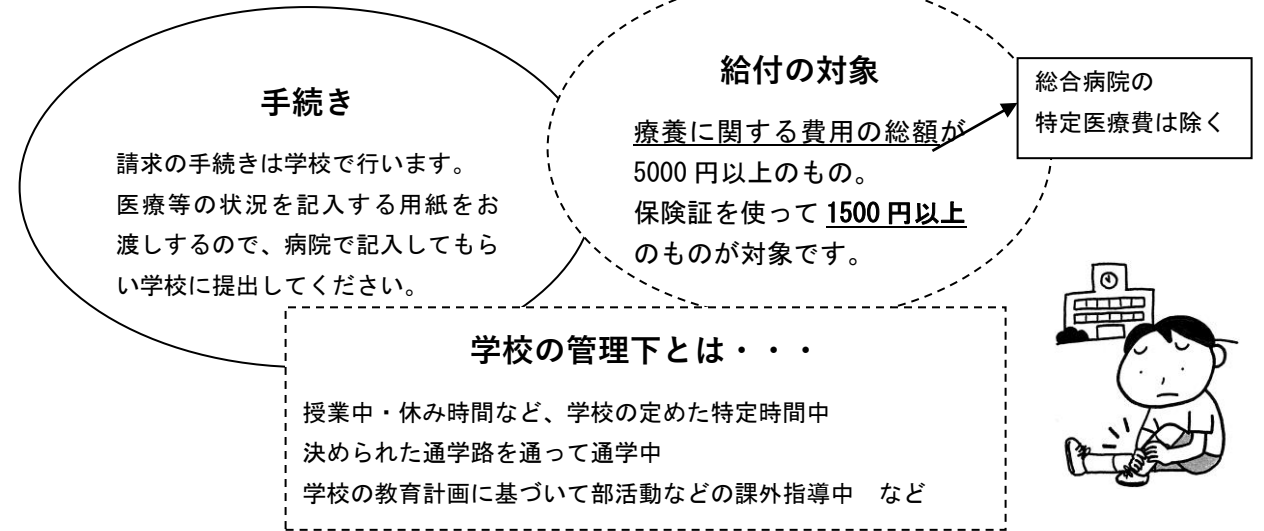 手続き
請求の手続きは学校で行います。
医療等の状況を記入する用紙をお
渡しするので、病院で記入してもら
い学校に提出してください。
給付の対象
療養に関する費用の総額が
5000円以上のもの。
保険証を使って 1500円以上
のものが対象です。
総合病院の
特定医療費は除く
学校の管理下とは・・・
授業中・休み時間など、学校の定めた特定時間中
決められた通学路を通って通学中
学校の教育計画に基づいて部活動などの課外指導中　など